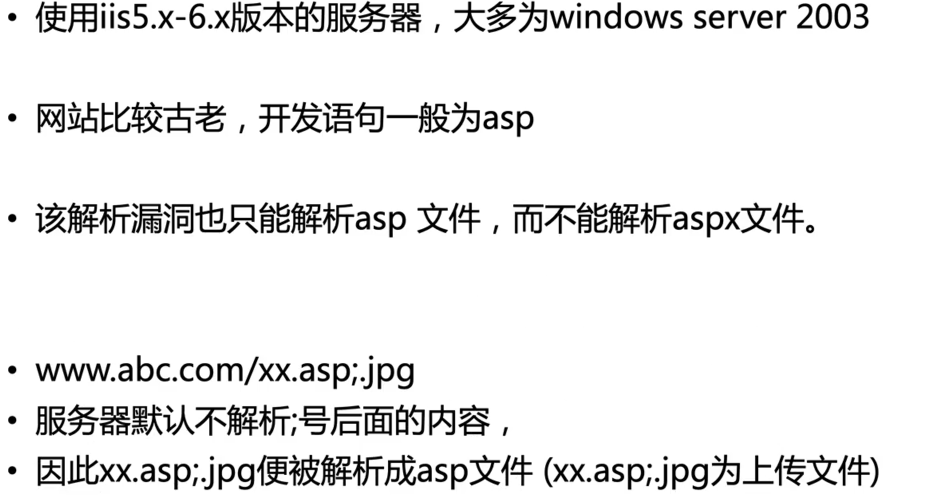 • 使用iis5.x-6.x版本的服务器，大多为windows server 2003
• 网站比较古老，开发语句一般为asp
• 该解析漏洞也只能解析asp 文件，而不能解析aspx文件。
• www.abc.com/xx.asp;.jpg
• 服务器默认不解析;号后面的内容，
• 因此xx.asp;.jpg便被解析成asp文件 (xx.asp;.jpg为上传文件)